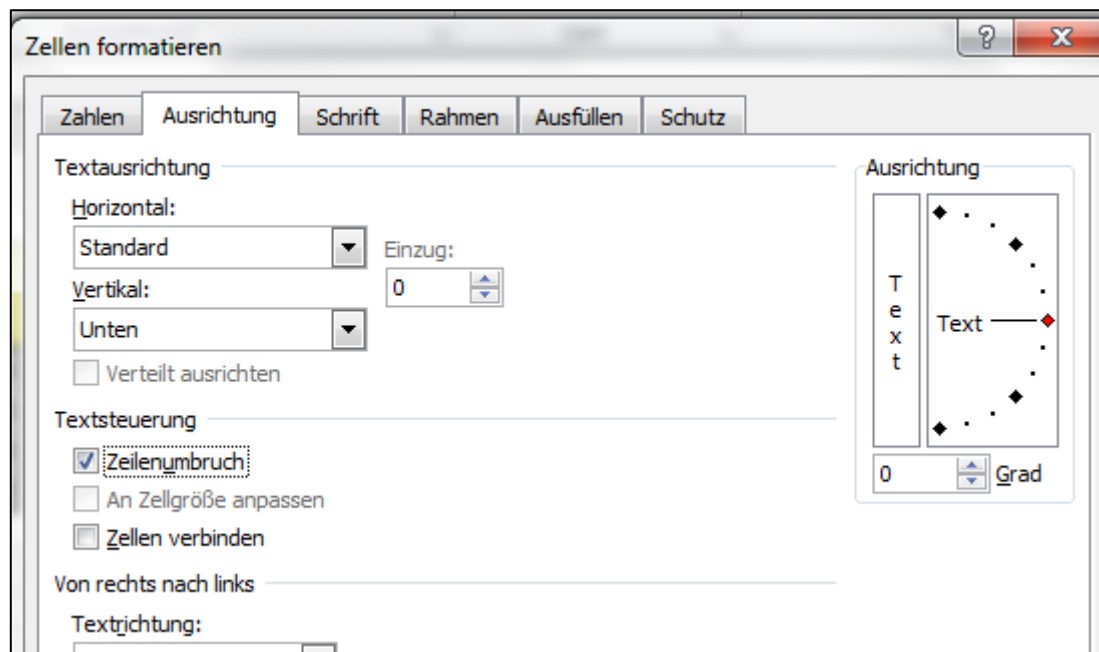 Zellen formatieren
Zahlen Ausrichtung Schrift Rahmen Ausfüllen Schutz
Textausrichtung
Horizontal:
Standard
Einzug:
0
Vertikal:
Unten
Verteilt ausrichten
Textsteuerung
Zeilenumbruch
An Zellgröße anpassen
Zellen verbinden
Von rechts nach links
Textrichtung:
Ausrichtung
T
e
x
t
Text
0 Grad